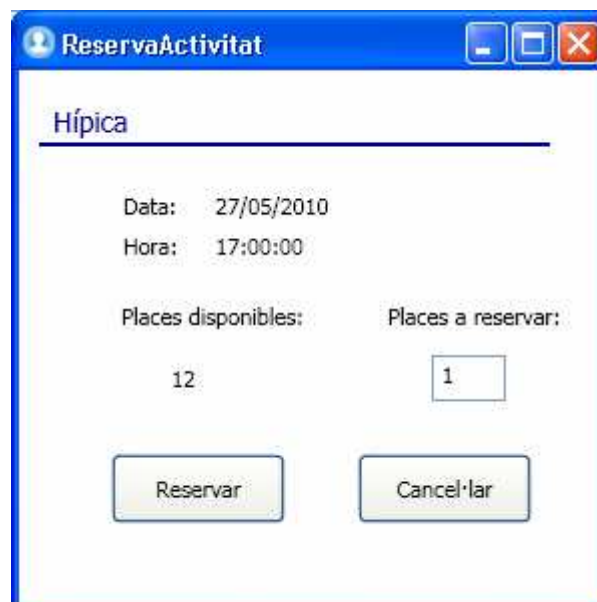 ReservaActivitat
Hípica
Data: 27/05/2010
Hora: 17:00:00
Places disponibles: Places a reservar:
12 1
Reservar Cancel·lar